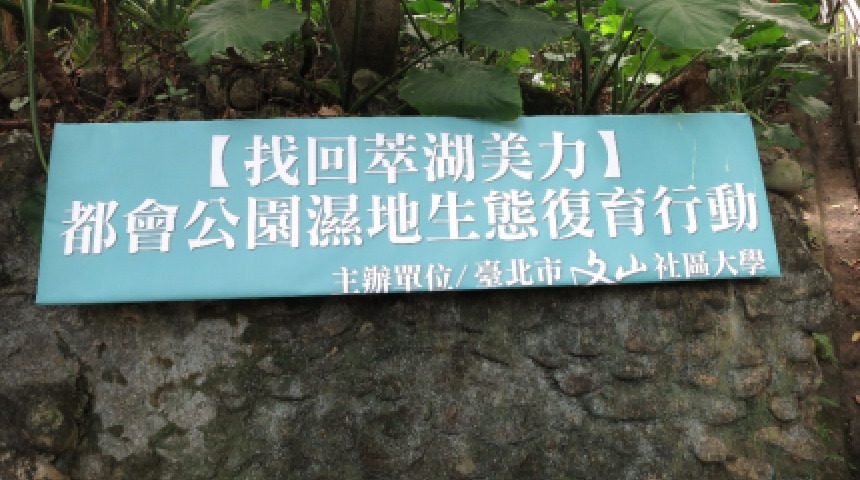 【找回萃湖美力】
都會公園濕地生態復育行動
主辦單位/臺北市文山社區大學